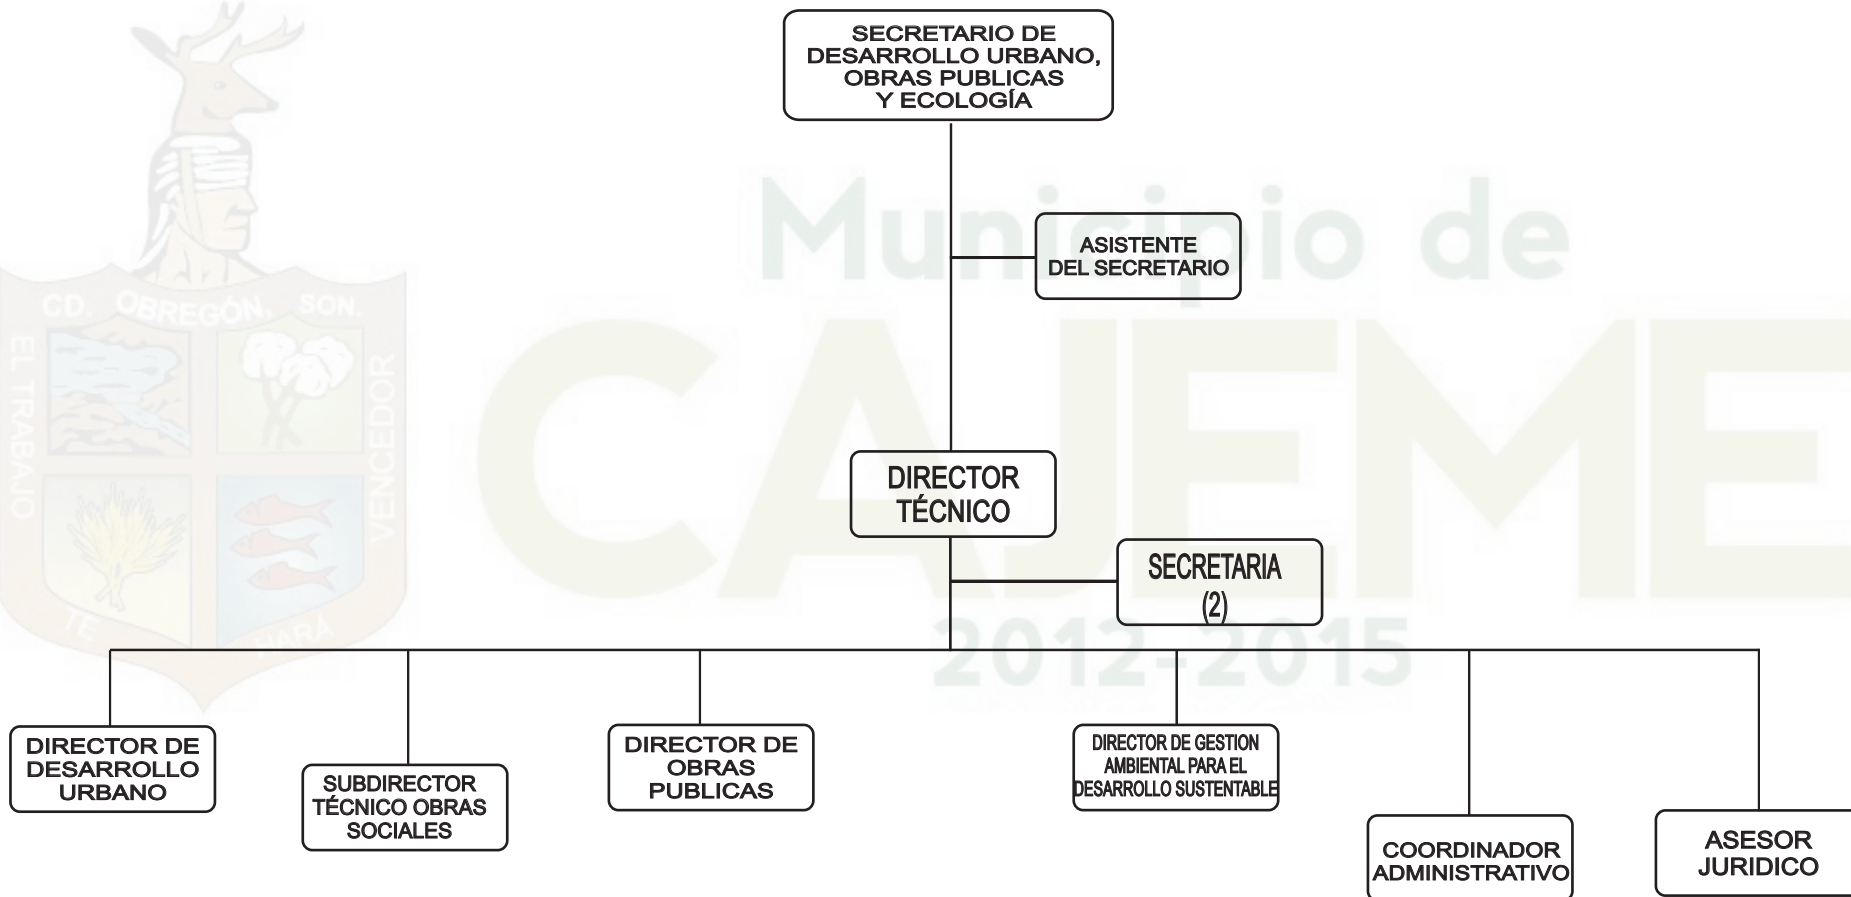 SECRETARIO DE
DESARROLLO URBANO,
OBRAS PUBLICAS
Y ECOLOGÍA
Municipio de
ASISTENTE
DEL SECRETARIO
CD. OBREGÓN, SON.
EL TRABAJO
VENCEDOR
TE
HARÁ
CAJEME
2012-2015
DIRECTOR
TÉCNICO
SECRETARIA
(2)
DIRECTOR DE
DESARROLLO
URBANO
SUBDIRECTOR
TÉCNICO OBRAS
SOCIALES
DIRECTOR DE
OBRAS
PUBLICAS
DIRECTOR DE GESTION
AMBIENTAL PARA EL
DESARROLLO SUSTENTABLE
COORDINADOR
ADMINISTRATIVO
ASESOR
JURIDICO